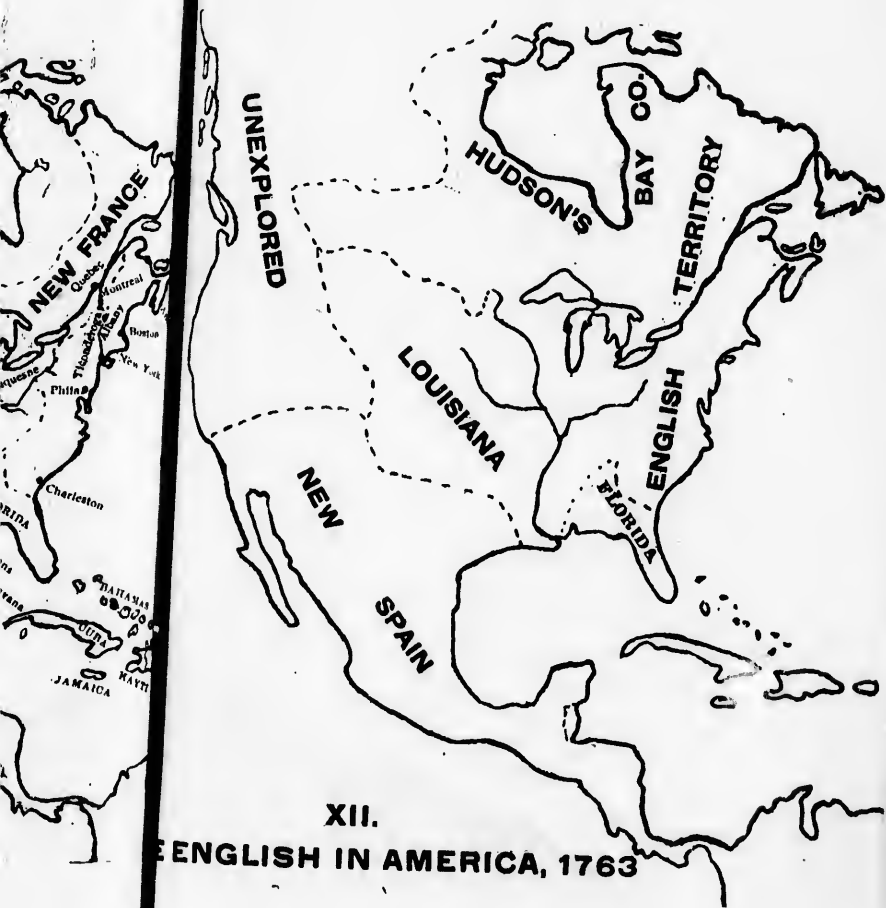 NEW FRANCE
Quebec
Montreal
Ticonderoga
Albany
Boston
New York
Phila
Charleston
BAHAMAS
CUBA
JAMAICA
HAYTI
UNEXPLORED
HUDSON'S
BAY CO.
TERRITORY
LOUISIANA
ENGLISH
FLORIDA
NEW
SPAIN
XII.
ENGLISH IN AMERICA, 1763